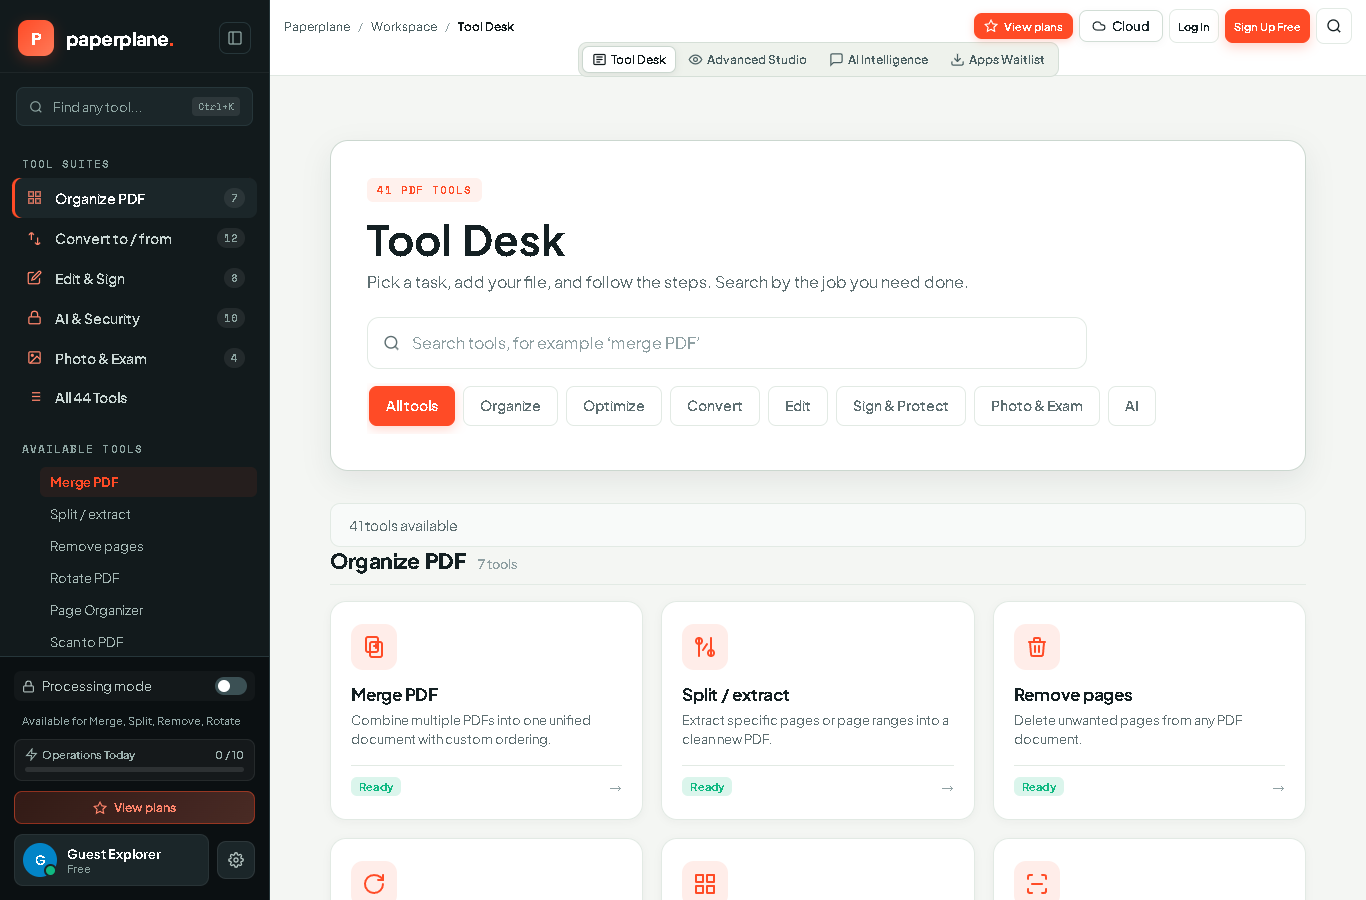 P paperplane.
Find any tool... Ctrl+K
TOOL SUITES
Organize PDF 7
Convert to / from 12
Edit & Sign 8
AI & Security 10
Photo & Exam 4
All 44 Tools
AVAILABLE TOOLS
Merge PDF
Split / extract
Remove pages
Rotate PDF
Page Organizer
Scan to PDF
Processing mode
Available for Merge, Split, Remove, Rotate
Operations Today 0 / 10
View plans
G Guest Explorer
Free
Paperplane / Workspace / Tool Desk
View plans Cloud Log In Sign Up Free
Tool Desk Advanced Studio AI Intelligence Apps Waitlist
41 PDF TOOLS
Tool Desk
Pick a task, add your file, and follow the steps. Search by the job you need done.
Search tools, for example ‘merge PDF’
All tools Organize Optimize Convert Edit Sign & Protect Photo & Exam AI
41 tools available
Organize PDF 7 tools
Merge PDF
Combine multiple PDFs into one unified
document with custom ordering.
Ready →
Split / extract
Extract specific pages or page ranges into a
clean new PDF.
Ready →
Remove pages
Delete unwanted pages from any PDF
document.
Ready →